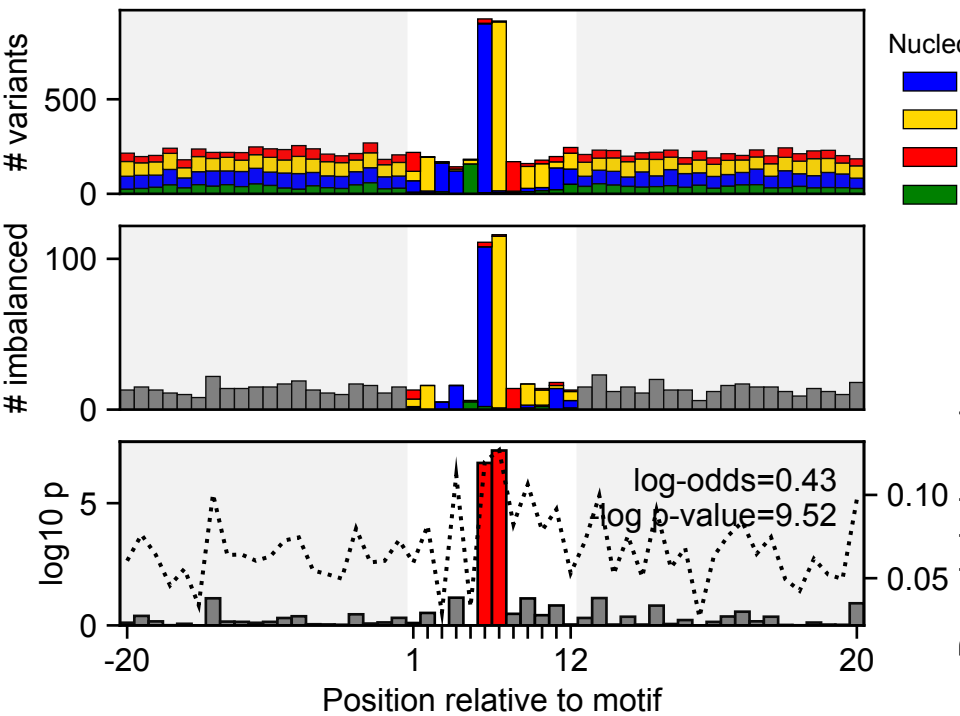 # variants
500
0
Nucleo
# imbalanced
100
0
log10 p
5
0
log-odds=0.43
-log p-value=9.52
0.10
0.05
-20
1
12
20
Position relative to motif